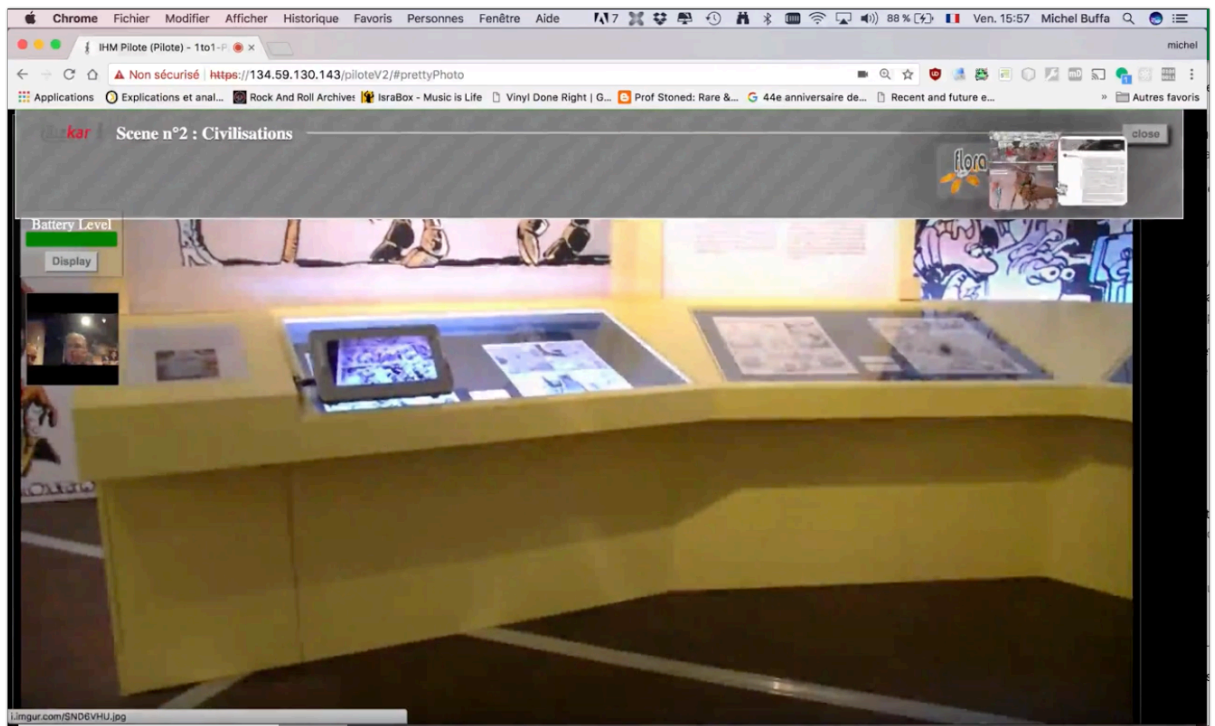 Chrome Fichier Modifier Afficher Historique Favoris Personnes Fenêtre Aide 7 88 % Ven. 15:57 Michel Buffa
IHM Pilote (Pilote) - 1to1-P michel
Non sécurisé https://134.59.130.143/piloteV2/#prettyPhoto
Applications Explications et anal... Rock And Roll Archives IsraBox - Music is Life Vinyl Done Right | G... Prof Stoned: Rare &... 44e anniversaire de... Recent and future e... » Autres favoris
kar Scene n°2 : Civilisations close
flora
Battery Level
Display
i.imgur.com/SND6VHU.jpg